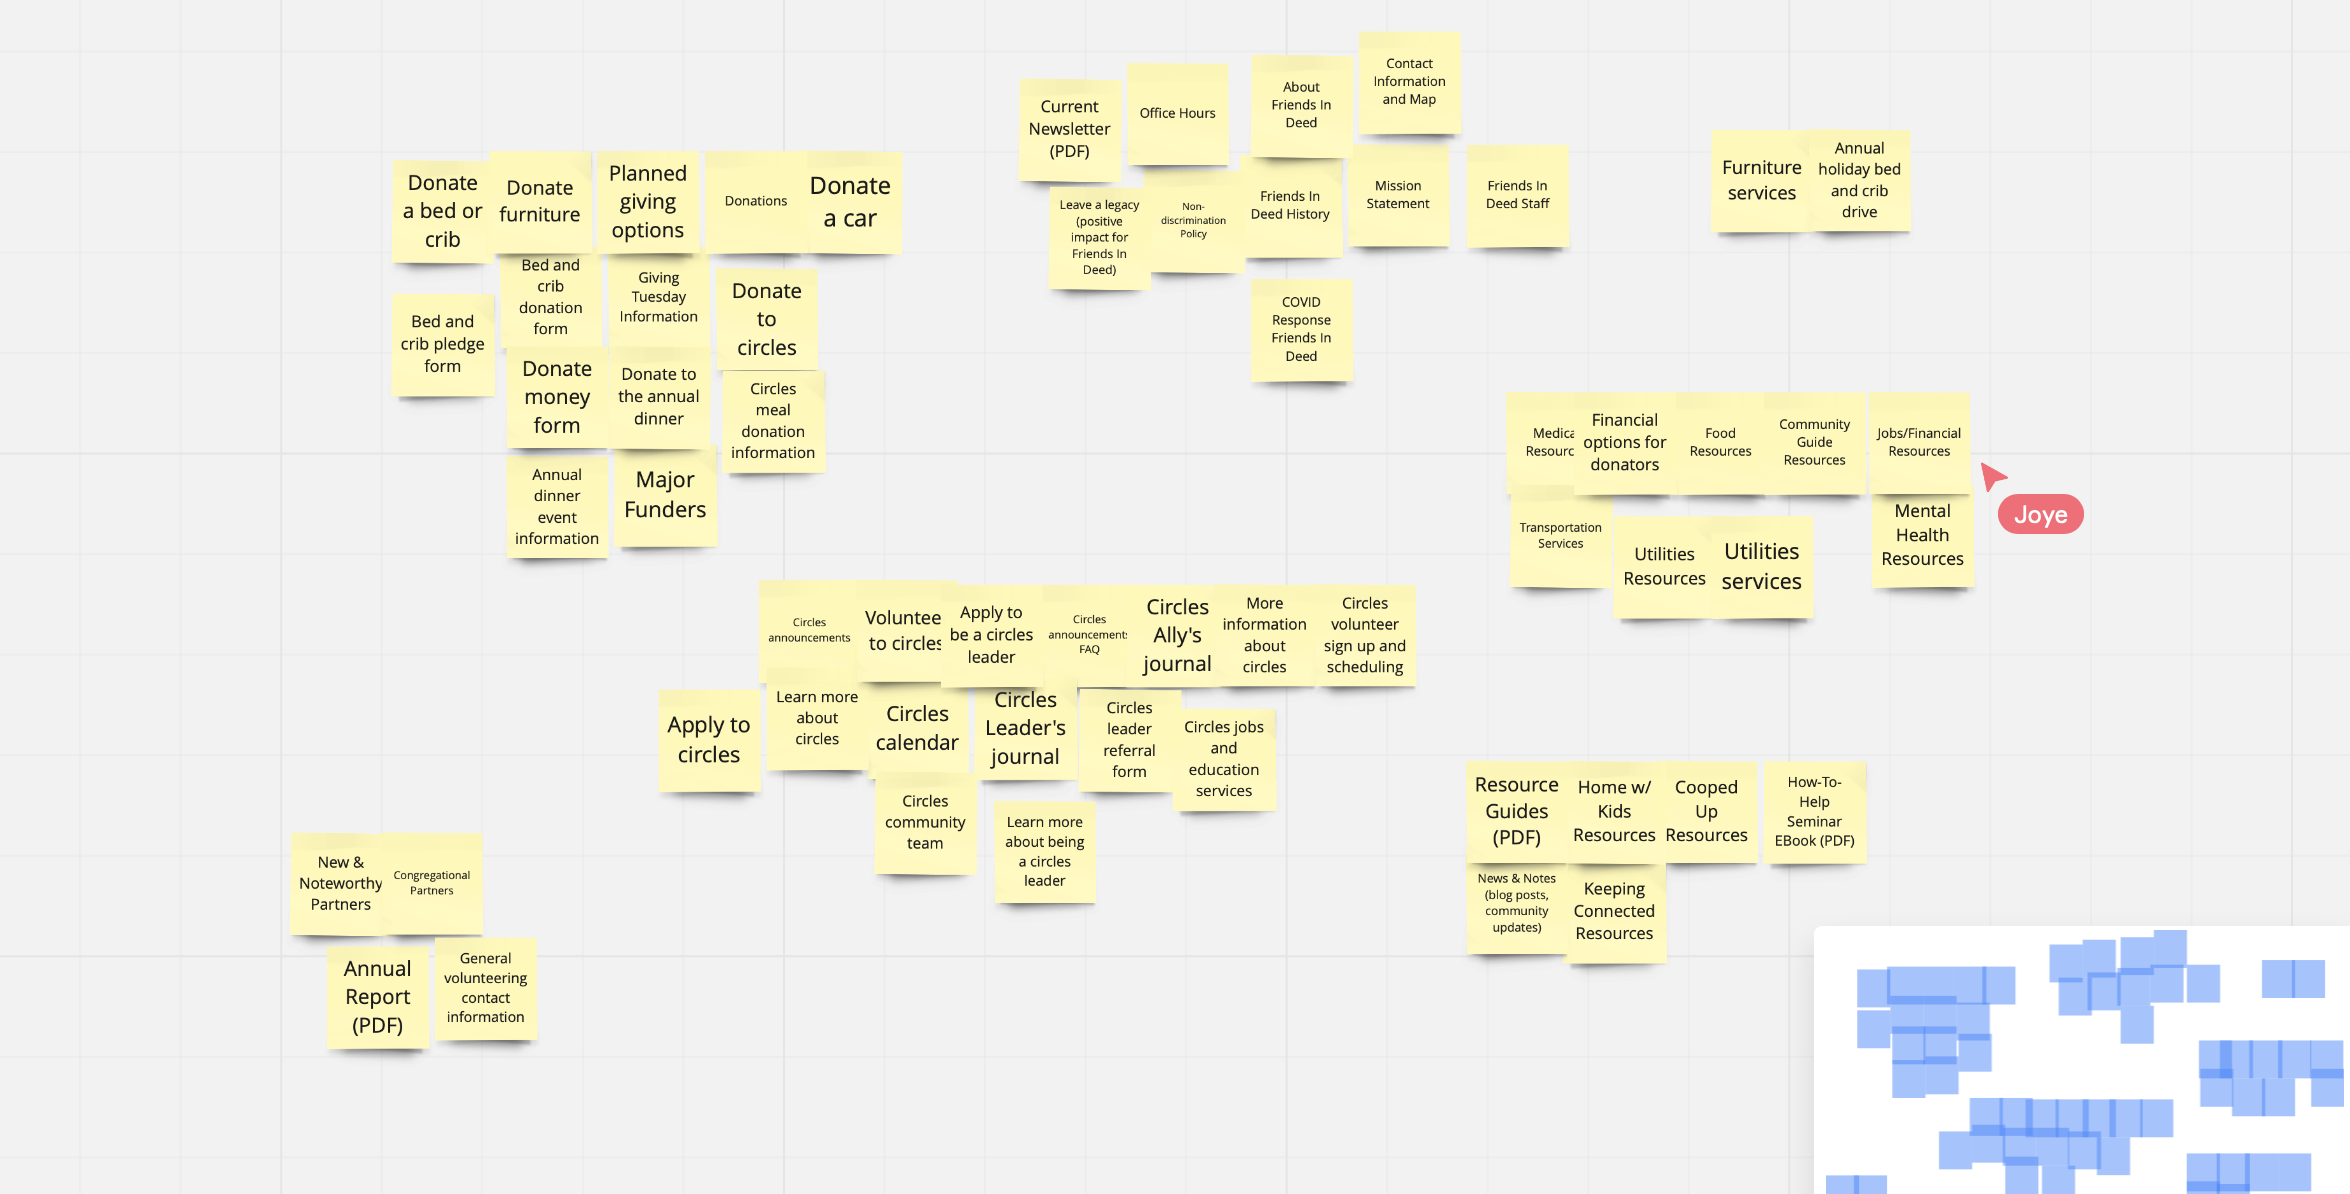 Donate
a bed or
crib
Donate
furniture
Planned
giving
options
Donations
Donate
a car
Bed and
crib pledge
form
Bed and
crib
donation
form
Giving
Tuesday
Information
Donate
to
circles
Donate
money
form
Donate to
the annual
dinner
Circles
meal
donation
information
Annual
dinner
event
information
Major
Funders
Current
Newsletter
(PDF)
Office Hours
About
Friends In
Deed
Contact
Information
and Map
Leave a legacy
(positive
impact for
Friends In
Deed)
Non-
discrimination
Policy
Friends In
Deed History
Mission
Statement
Friends In
Deed Staff
COVID
Response
Friends In
Deed
Furniture
services
Annual
holiday bed
and crib
drive
Medica
Resourc
Financial
options for
donators
Food
Resources
Community
Guide
Resources
Jobs/Financial
Resources
Transportation
Services
Utilities
Resources
Utilities
services
Mental
Health
Resources
Joye
Circles
announcements
Voluntee
to circles
Apply to
be a circles
leader
Circles
announcements
FAQ
Circles
Ally's
journal
More
information
about
circles
Circles
volunteer
sign up and
scheduling
Apply to
circles
Learn more
about
circles
Circles
calendar
Circles
Leader's
journal
Circles
leader
referral
form
Circles jobs
and
education
services
Circles
community
team
Learn more
about being
a circles
leader
New &
Noteworthy
Partners
Congregational
Partners
Annual
Report
(PDF)
General
volunteering
contact
information
Resource
Guides
(PDF)
Home w/
Kids
Resources
Cooped
Up
Resources
How-To-
Help
Seminar
EBook (PDF)
News & Notes
(blog posts,
community
updates)
Keeping
Connected
Resources